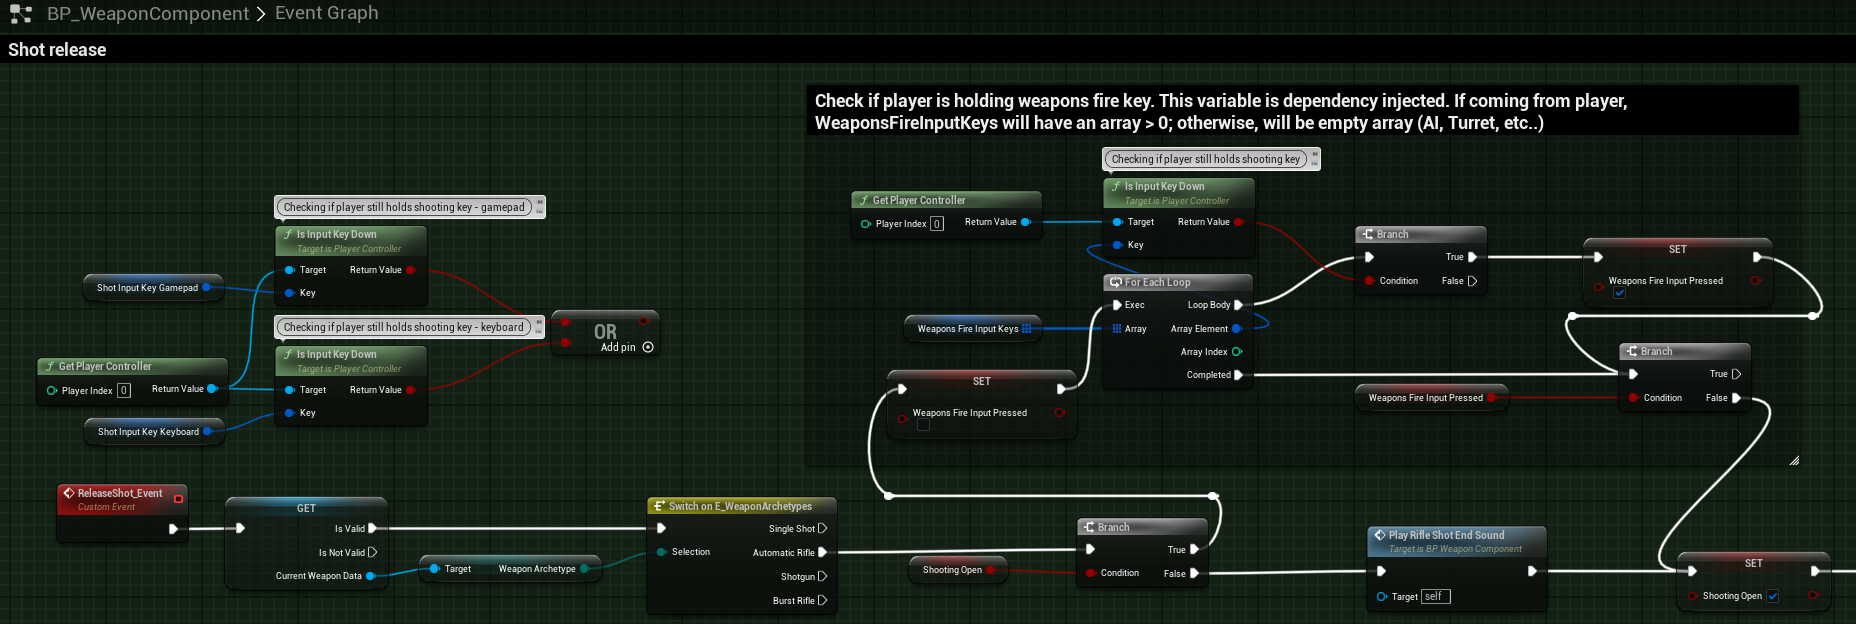 BP_WeaponComponent > Event Graph
Shot release
Check if player is holding weapons fire key. This variable is dependency injected. If coming from player,
WeaponsFireInputKeys will have an array > 0; otherwise, will be empty array (AI, Turret, etc..)
Checking if player still holds shooting key
Get Player Controller
Player Index 0
Return Value
Is Input Key Down
Target is Player Controller
Target
Return Value
Key
Branch
True
Condition
False
SET
Weapons Fire Input Pressed
For Each Loop
Exec
Loop Body
Array
Array Element
Array Index
Completed
Weapons Fire Input Keys
SET
Weapons Fire Input Pressed
Weapons Fire Input Pressed
Branch
True
Condition
False
Checking if player still holds shooting key - gamepad
Is Input Key Down
Target is Player Controller
Target
Return Value
Key
Shot Input Key Gamepad
Checking if player still holds shooting key - keyboard
Is Input Key Down
Target is Player Controller
Target
Return Value
Key
OR
Add pin
Get Player Controller
Player Index 0
Return Value
Shot Input Key Keyboard
ReleaseShot_Event
Custom Event
GET
Is Valid
Is Not Valid
Current Weapon Data
Target
Weapon Archetype
Switch on E_WeaponArchetypes
Single Shot
Selection
Automatic Rifle
Shotgun
Burst Rifle
Shooting Open
Branch
True
Condition
False
Play Rifle Shot End Sound
Target is BP Weapon Component
Target self
SET
Shooting Open